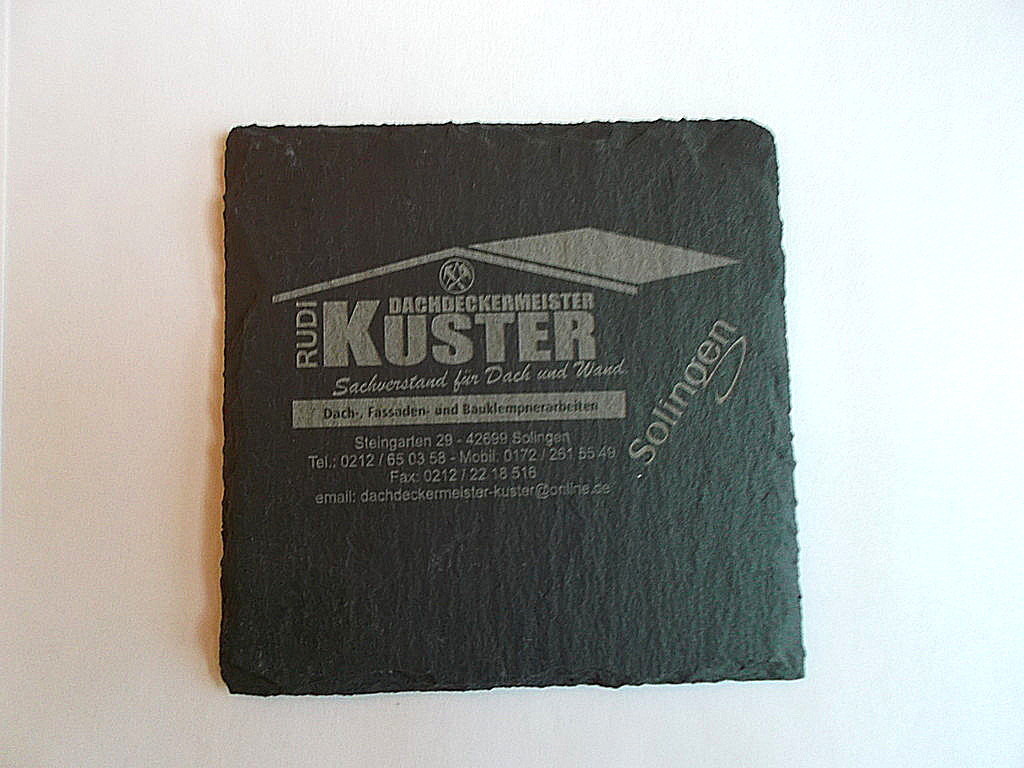 DACHDECKERMEISTER
RUDI
KUSTER
Sachverstand für Dach und Wand
Dach-, Fassaden- und Bauklempnerarbeiten
Steingarten 29 - 42699 Solingen
Tel.: 0212 / 65 03 58 - Mobil: 0172 / 261 55 49
Fax: 0212 / 22 18 516
email: dachdeckermeister-kuster@online.de
Solingen